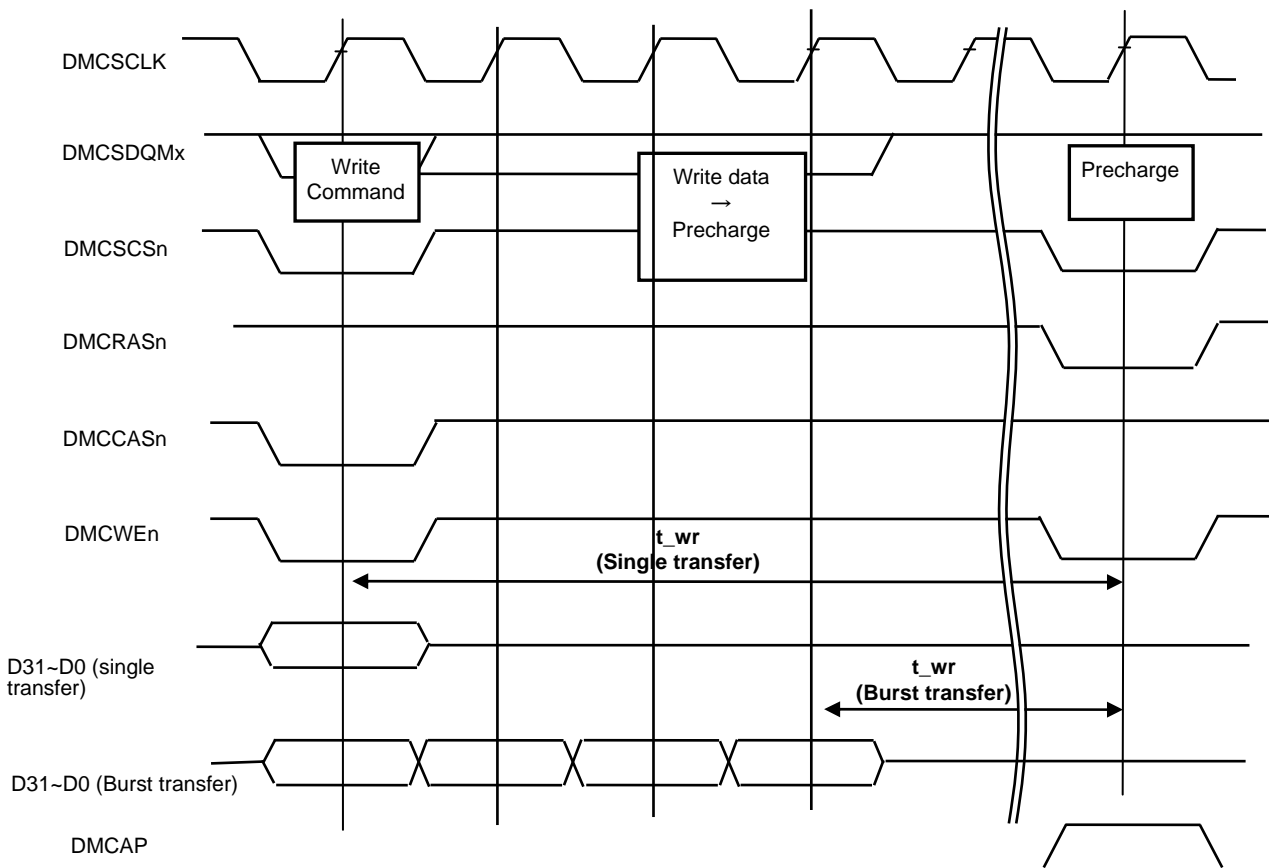 DMCSCLK
DMCSDQMx
Write
Command
Write data
→
Precharge
Precharge
DMCSCSn
DMCRASn
DMCCASn
DMCWEn
t_wr
(Single transfer)
D31~D0 (single
transfer)
t_wr
(Burst transfer)
D31~D0 (Burst transfer)
DMCAP